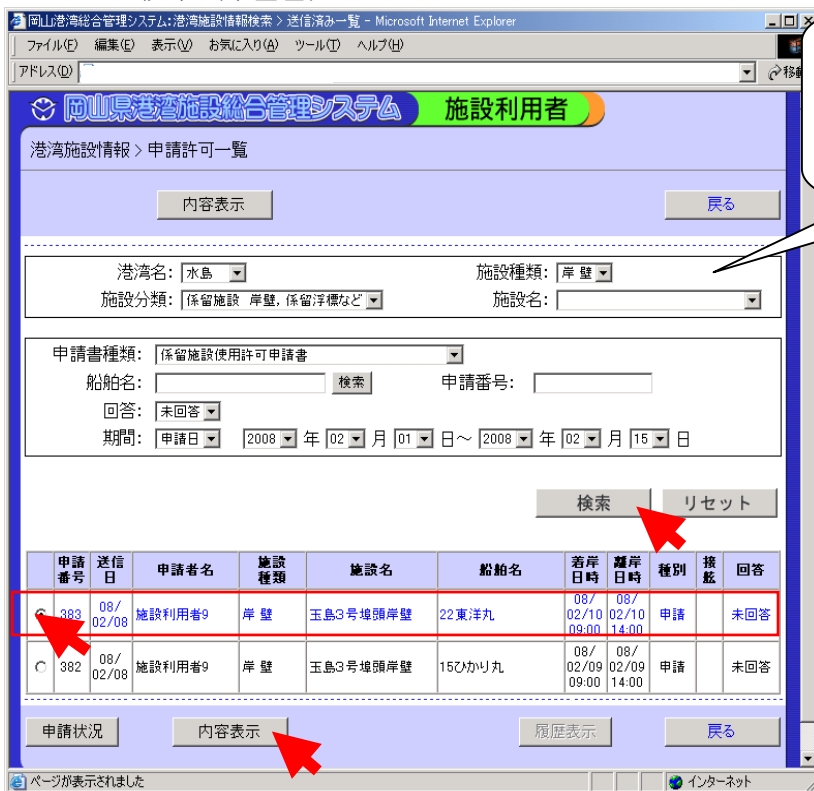 岡山港湾総合管理システム:港湾施設情報検索 > 送信済み一覧 - Microsoft Internet Explorer
ファイル(F) 編集(E) 表示(V) お気に入り(A) ツール(T) ヘルプ(H)
アドレス(D) 移動
岡山県港湾施設総合管理システム 施設利用者
港湾施設情報 > 申請許可一覧
内容表示 戻る
港湾名: 水島 施設種類: 岸 壁
施設分類: 係留施設 岸壁, 係留浮標など 施設名:
申請書種類: 係留施設使用許可申請書
船舶名: 検索 申請番号:
回答: 未回答
期間: 申請日 2008 年 02 月 01 日～ 2008 年 02 月 15 日
検索 リセット
申請番号 送信日 申請者名 施設種類 施設名 船舶名 着岸日時 離岸日時 種別 接舷 回答
383 08/02/08 施設利用者9 岸 壁 玉島3号埠頭岸壁 22東洋丸 08/02/10 09:00 08/02/10 14:00 申請 未回答
382 08/02/08 施設利用者9 岸 壁 玉島3号埠頭岸壁 15ひかり丸 08/02/09 09:00 08/02/09 14:00 申請 未回答
申請状況 内容表示 履歴表示 戻る
ページが表示されました インターネット